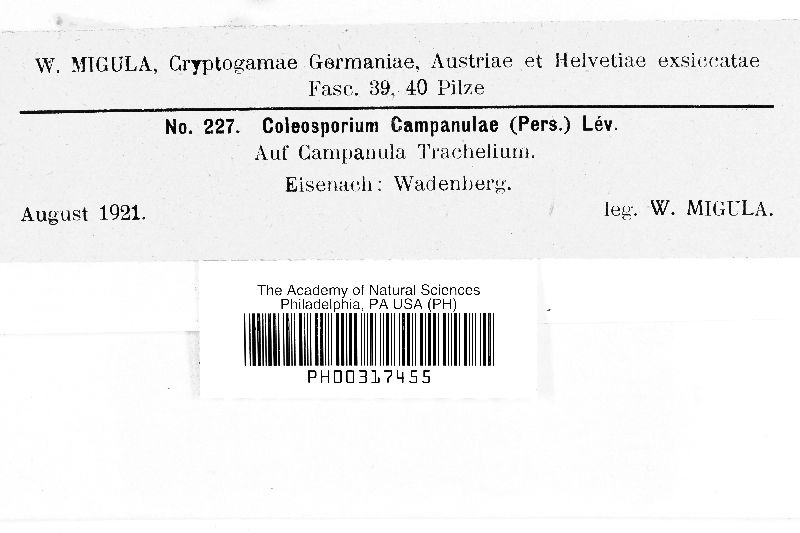 W. MIGULA, Cryptogamae Germaniae, Austriae et Helvetiae exsiccatae
Fasc. 39, 40 Pilze
No. 227. Coleosporium Campanulae (Pers.) Lév.
Auf Campanula Trachelium.
Eisenach: Wadenberg.
August 1921.
leg. W. MIGULA.
The Academy of Natural Sciences
Philadelphia, PA USA (PH)
PH00317455